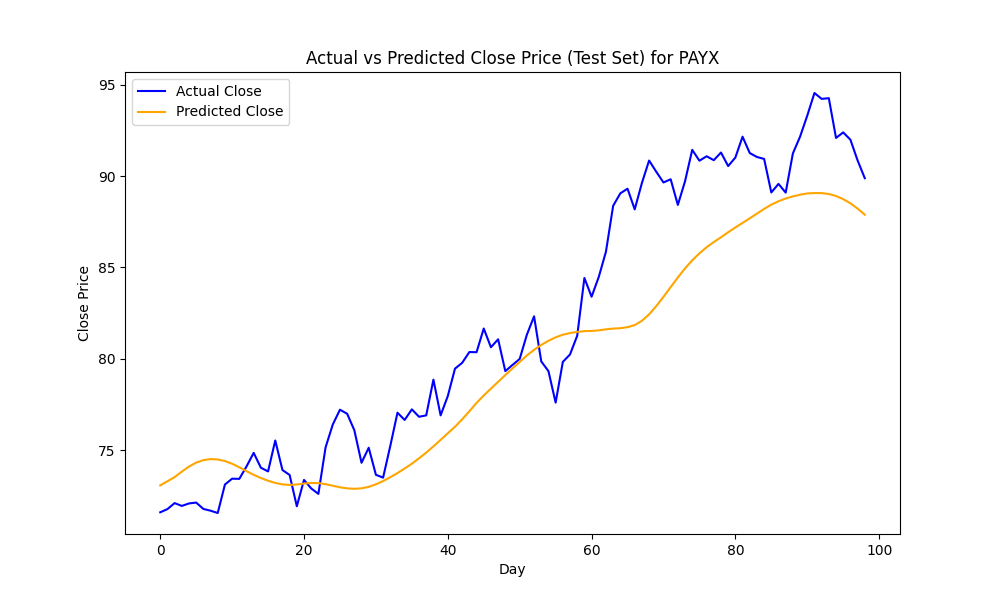 Actual vs Predicted Close Price (Test Set) for PAYX
Actual Close
Predicted Close
Close Price
95
90
85
80
75
0 20 40 60 80 100
Day